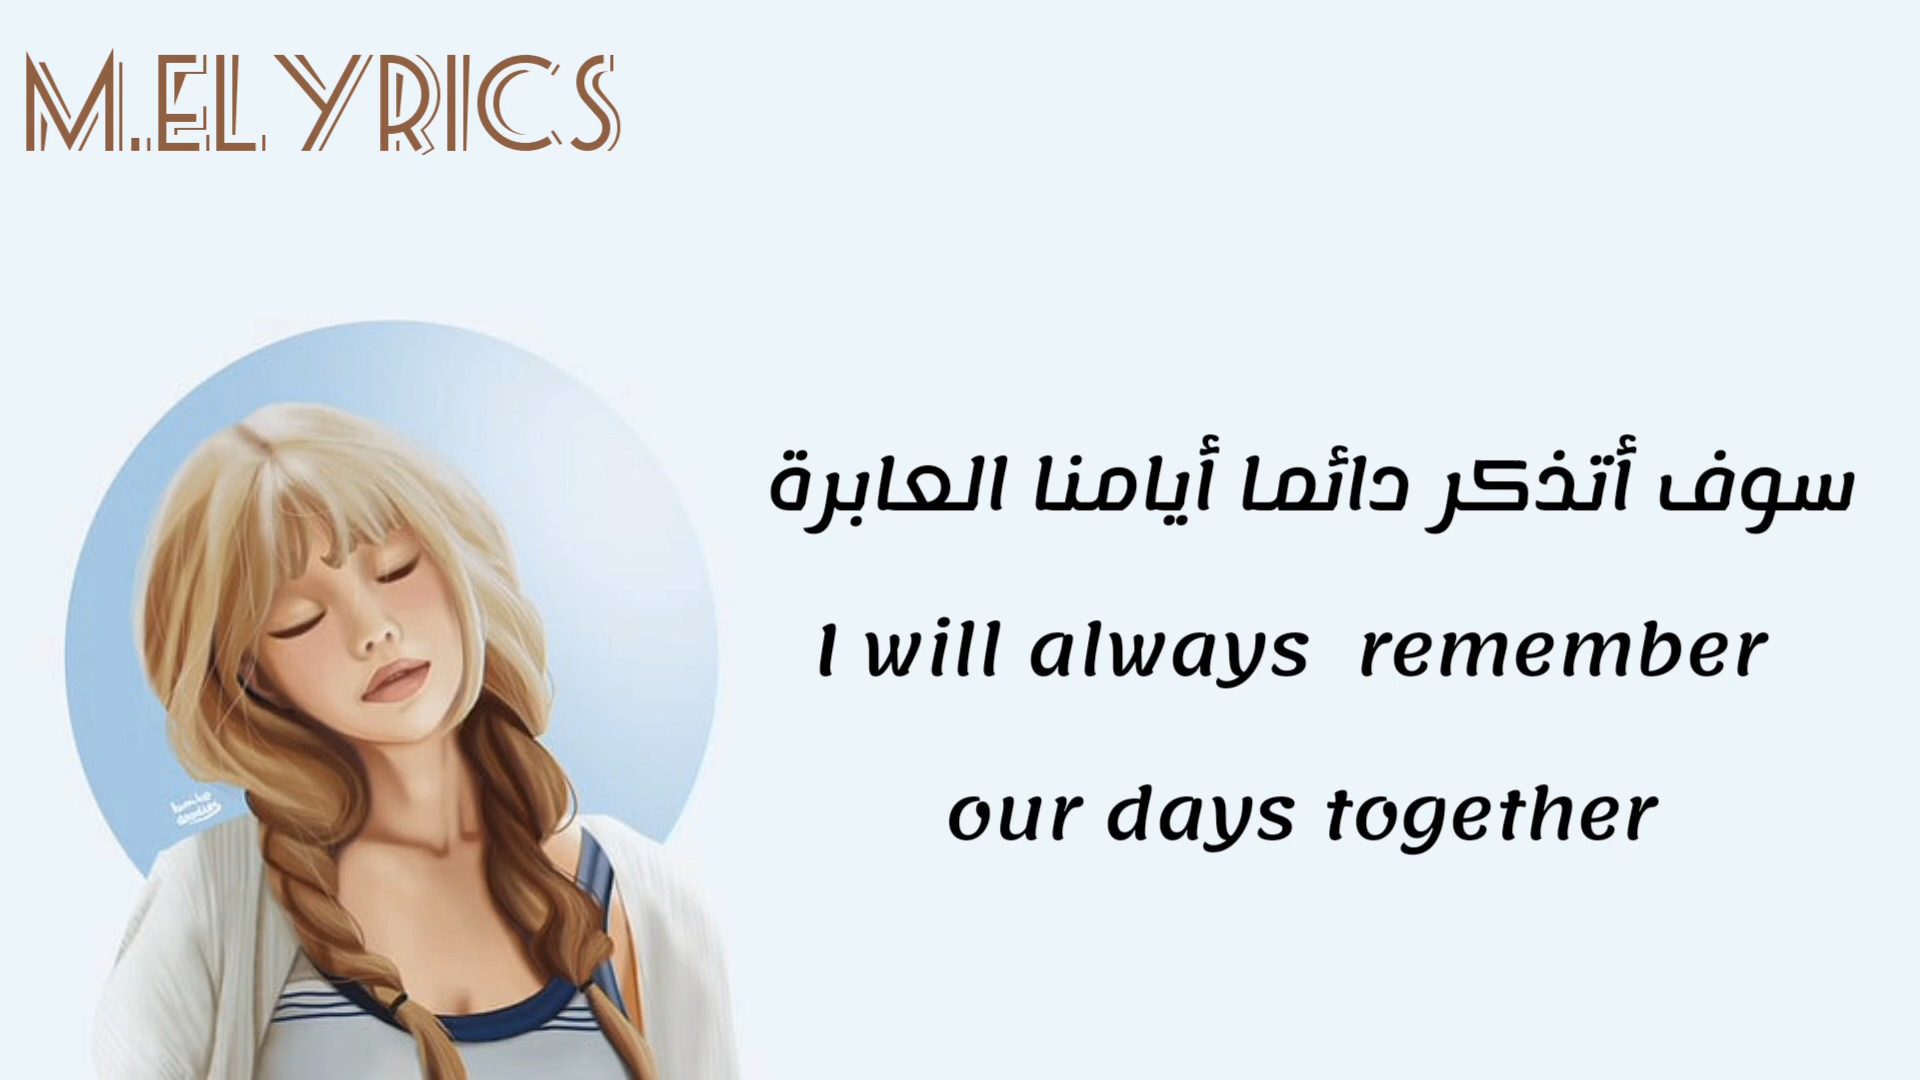 M.ELYRICS
سوف أتذكر دائما أيامنا العابرة
I will always remember
our days together